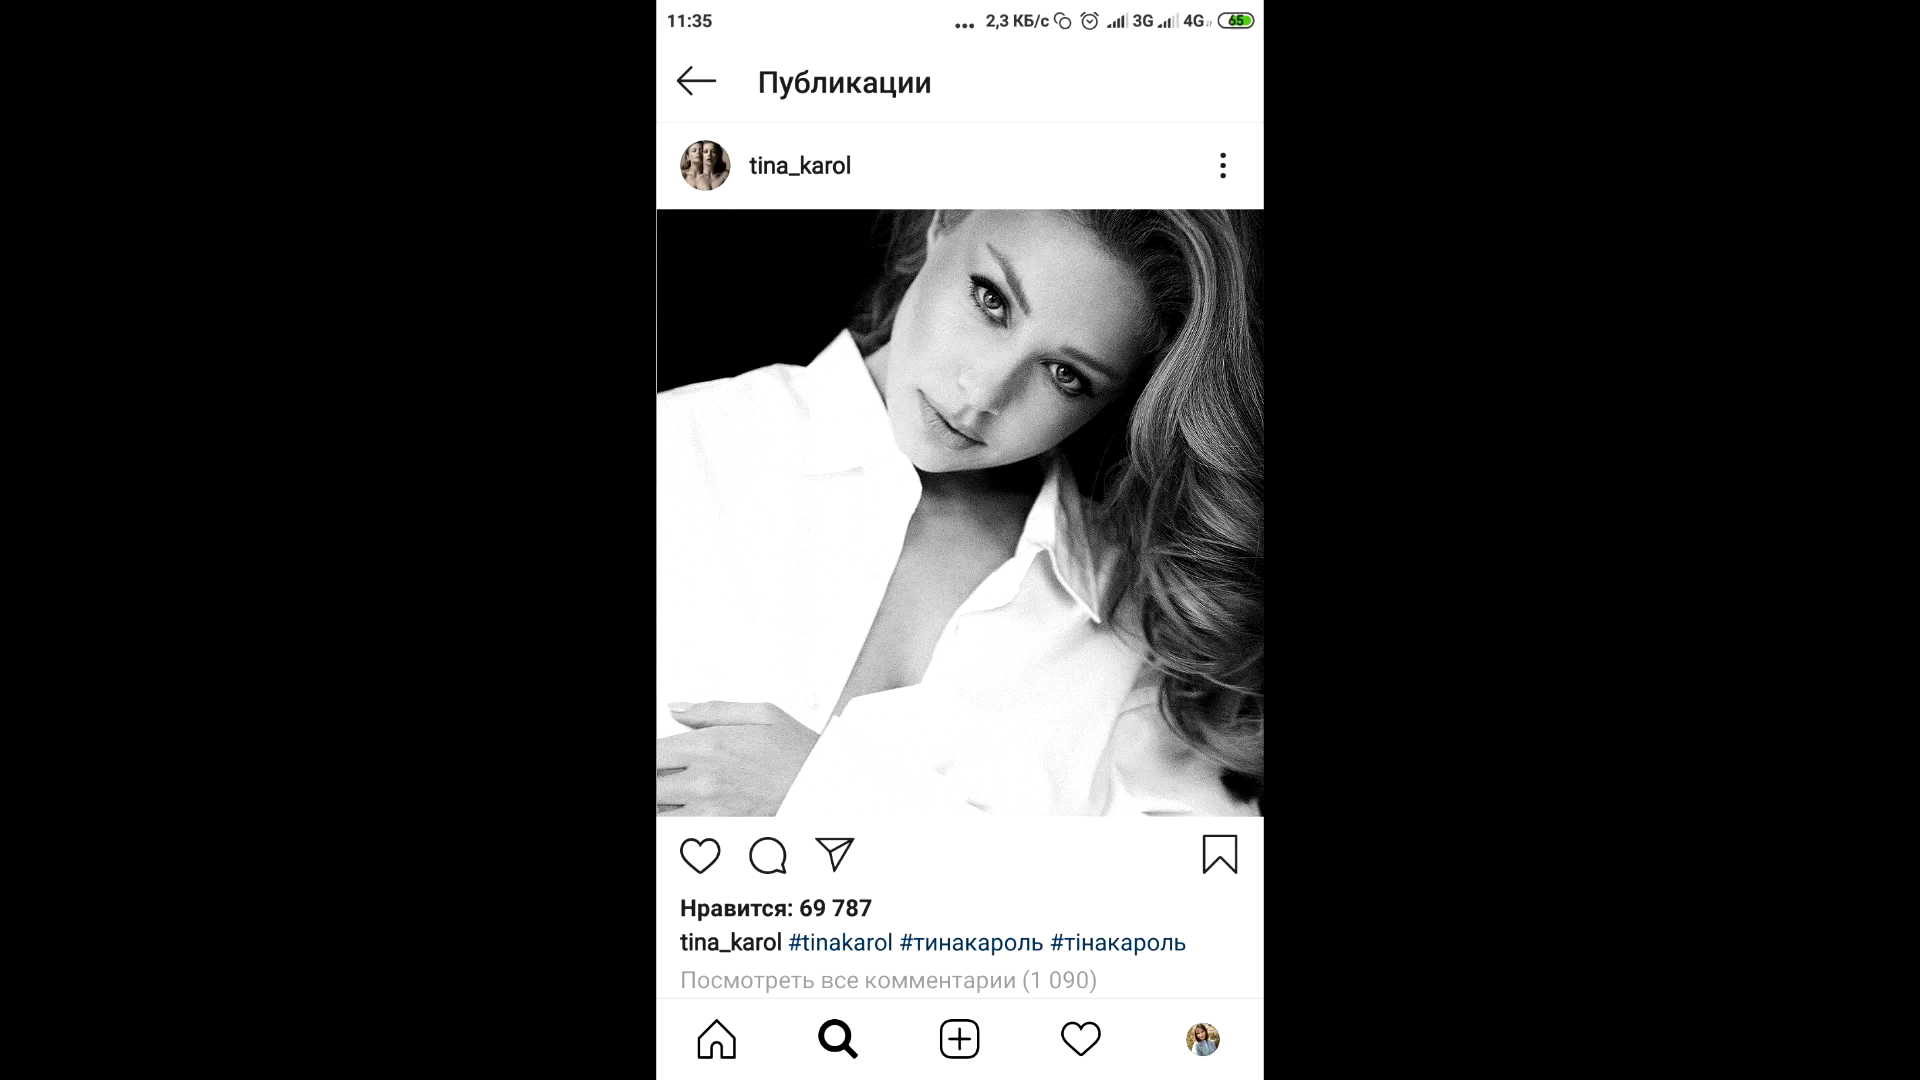 11:35 ... 2,3 КБ/с 3G 4G 65
Публикации
tina_karol
Нравится: 69 787
tina_karol #tinakarol #тинакароль #тінакароль
Посмотреть все комментарии (1 090)